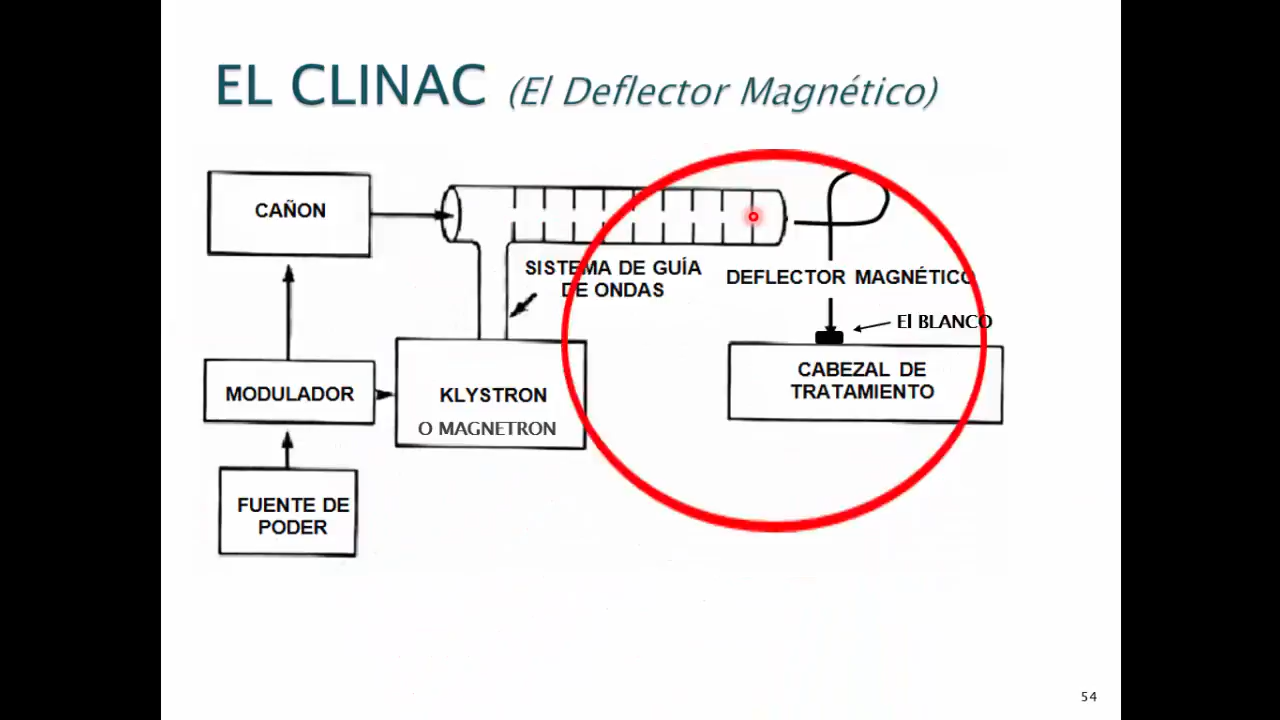 EL CLINAC (El Deflector Magnético)
CAÑON
SISTEMA DE GUÍA
DE ONDAS
DEFLECTOR MAGNÉTICO
El BLANCO
CABEZAL DE
TRATAMIENTO
MODULADOR
KLYSTRON
O MAGNETRON
FUENTE DE
PODER
54